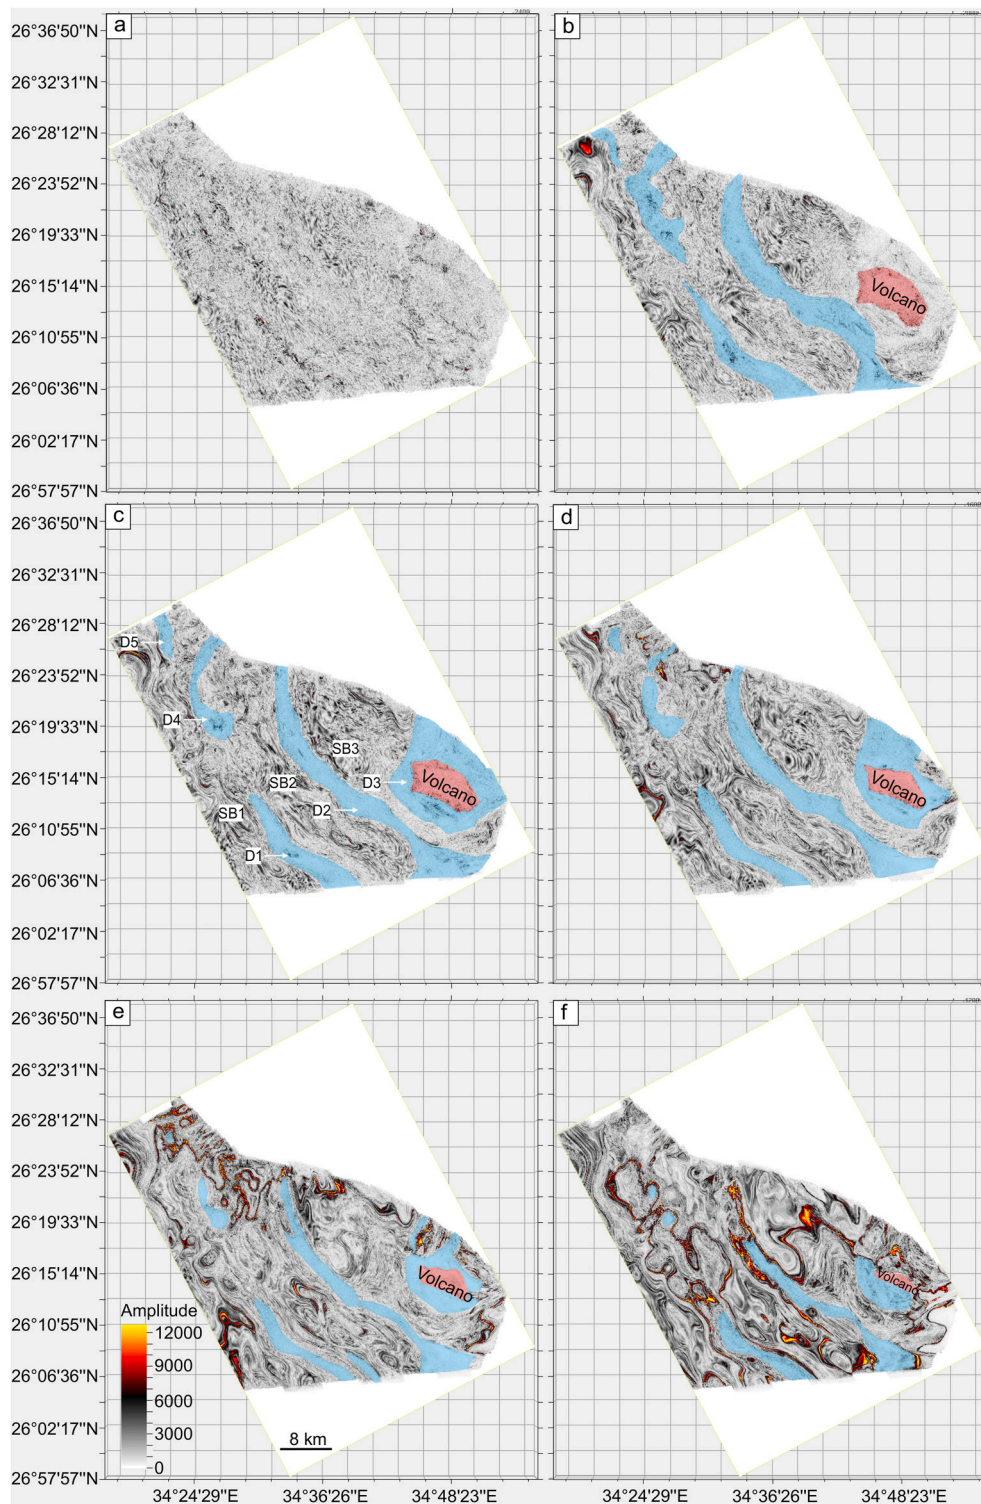 a
b
26°36'50"N
26°32'31"N
26°28'12"N
26°23'52"N
26°19'33"N
26°15'14"N
26°10'55"N
26°06'36"N
26°02'17"N
26°57'57"N
Volcano
c
d
26°36'50"N
26°32'31"N
26°28'12"N
26°23'52"N
26°19'33"N
26°15'14"N
26°10'55"N
26°06'36"N
26°02'17"N
26°57'57"N
D5
D4
SB3
SB2
D3
Volcano
SB1
D2
D1
Volcano
e
f
26°36'50"N
26°32'31"N
26°28'12"N
26°23'52"N
26°19'33"N
26°15'14"N
26°10'55"N
26°06'36"N
26°02'17"N
26°57'57"N
Volcano
Volcano
Amplitude
12000
9000
6000
3000
0
8 km
34°24'29"E
34°36'26"E
34°48'23"E
34°24'29"E
34°36'26"E
34°48'23"E